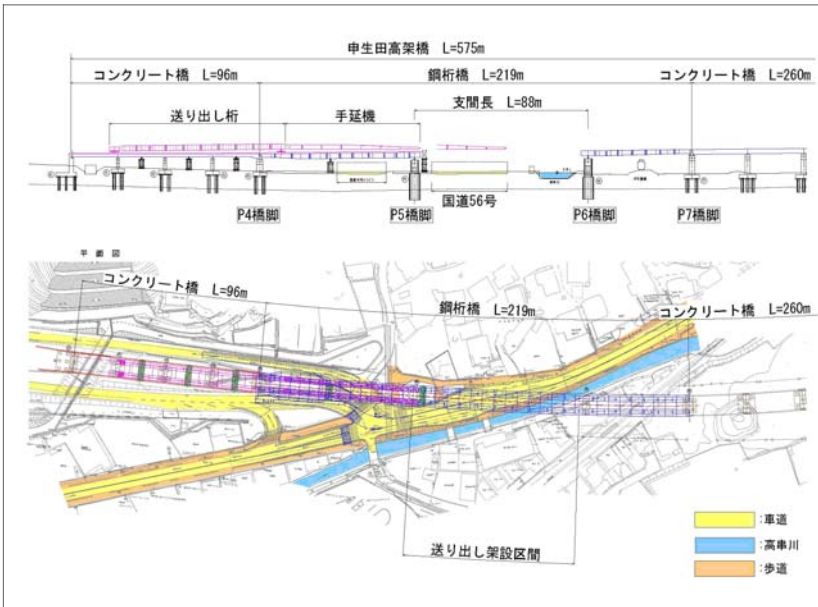 申生田高架橋 L=575m
コンクリート橋 L=96m
鋼桁橋 L=219m
コンクリート橋 L=260m
支間長 L=88m
送り出し桁
手延機
国道56号
P4橋脚
P5橋脚
P6橋脚
P7橋脚
平面図
コンクリート橋 L=96m
鋼桁橋 L=219m
コンクリート橋 L=260m
送り出し架設区間
:車道
:高串川
:歩道